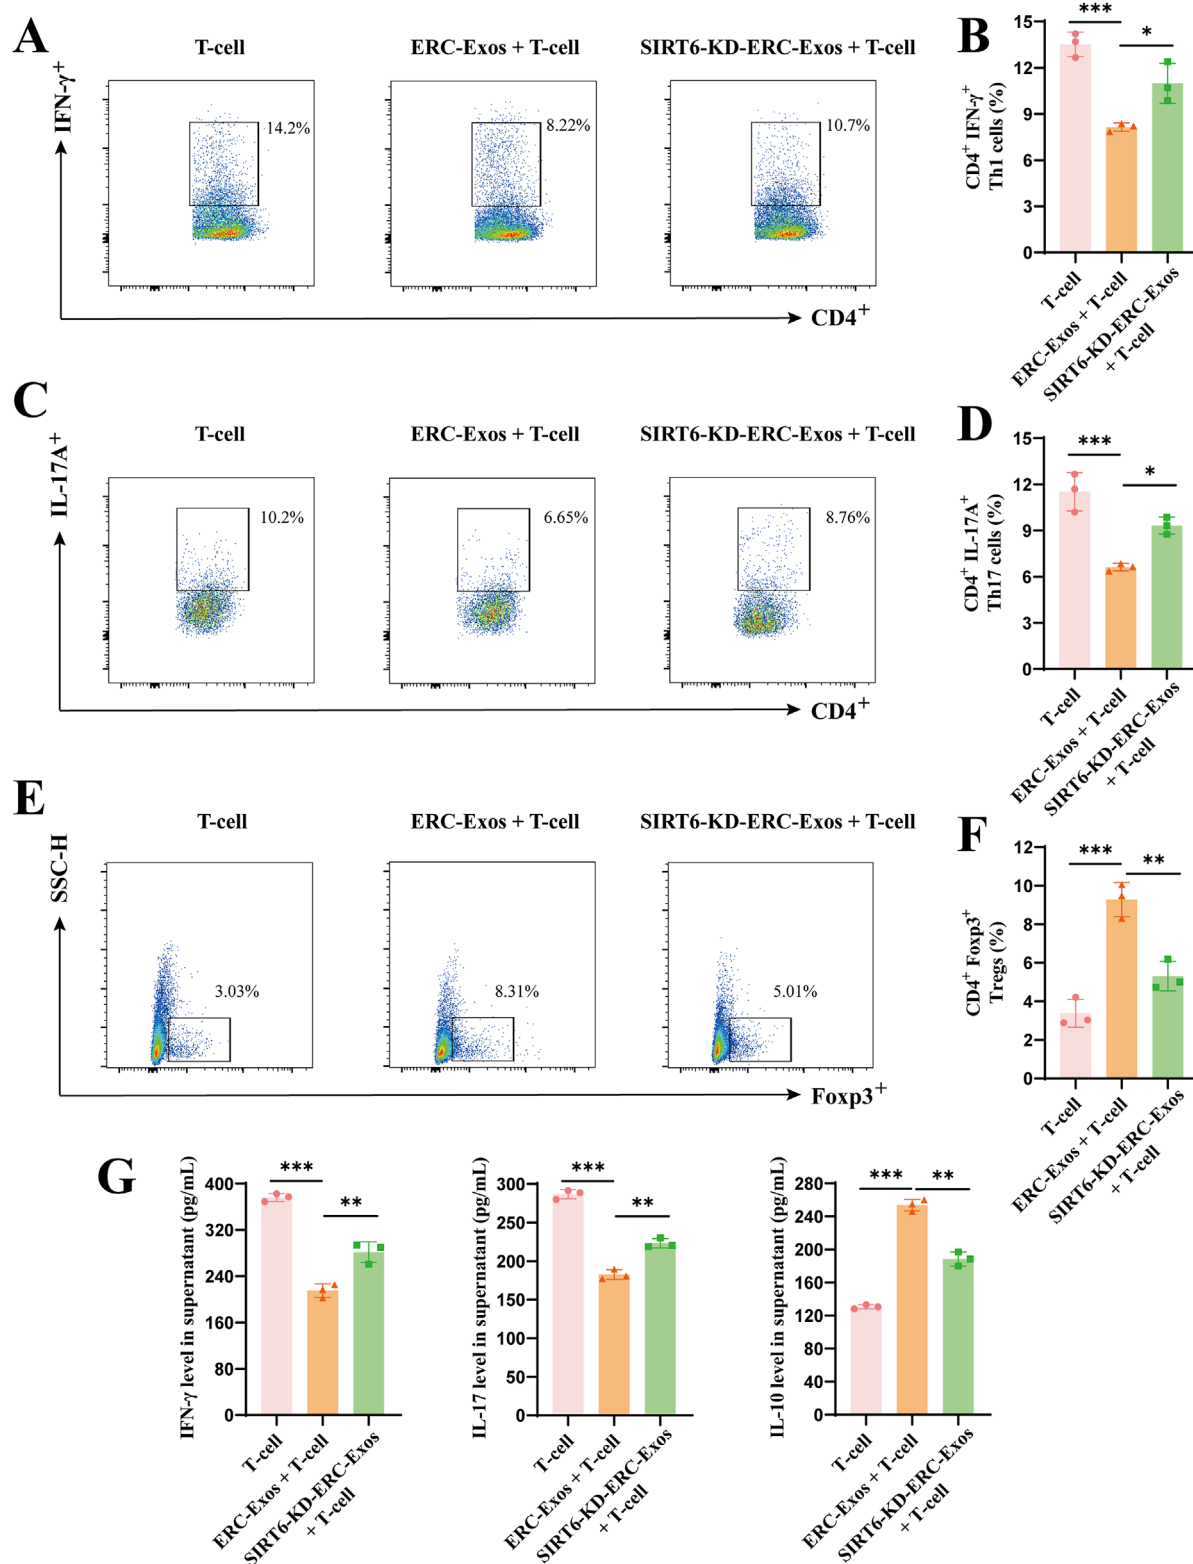 A
IFN-γ+
T-cell
ERC-Exos + T-cell
SIRT6-KD-ERC-Exos + T-cell
14.2%
8.22%
10.7%
CD4+
B
CD4+ IFN-γ+
Th1 cells (%)
15
12
9
6
3
0
***
*
T-cell
ERC-Exos + T-cell
SIRT6-KD-ERC-Exos
+ T-cell
C
IL-17A+
T-cell
ERC-Exos + T-cell
SIRT6-KD-ERC-Exos + T-cell
10.2%
6.65%
8.76%
CD4+
D
CD4+ IL-17A+
Th17 cells (%)
15
12
9
6
3
0
***
*
T-cell
ERC-Exos + T-cell
SIRT6-KD-ERC-Exos
+ T-cell
E
SSC-H
T-cell
ERC-Exos + T-cell
SIRT6-KD-ERC-Exos + T-cell
3.03%
8.31%
5.01%
Foxp3+
F
CD4+ Foxp3+
Tregs (%)
12
10
8
6
4
2
0
***
**
T-cell
ERC-Exos + T-cell
SIRT6-KD-ERC-Exos
+ T-cell
G
IFN-γ level in supernatant (pg/mL)
400
320
240
160
80
0
***
**
T-cell
ERC-Exos + T-cell
SIRT6-KD-ERC-Exos
+ T-cell
IL-17 level in supernatant (pg/mL)
300
250
200
150
100
50
0
***
**
T-cell
ERC-Exos + T-cell
SIRT6-KD-ERC-Exos
+ T-cell
IL-10 level in supernatant (pg/mL)
280
240
200
160
120
80
40
0
***
**
T-cell
ERC-Exos + T-cell
SIRT6-KD-ERC-Exos
+ T-cell